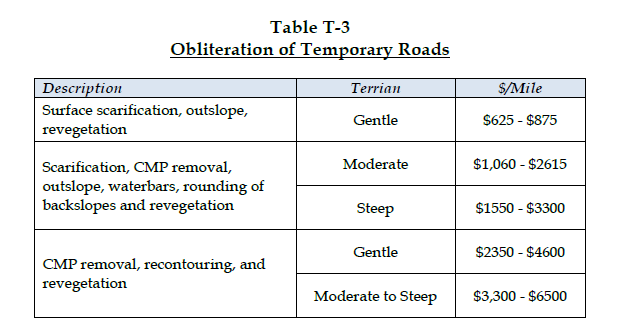 Table T-3
Obliteration of Temporary Roads
Description Terrian $/Mile
Surface scarification, outslope,
revegetation
Gentle $625 - $875
Scarification, CMP removal,
outslope, waterbars, rounding of
backslopes and revegetation
Moderate $1,060 - $2615
Steep $1550 - $3300
CMP removal, recontouring, and
revegetation
Gentle $2350 - $4600
Moderate to Steep $3,300 - $6500